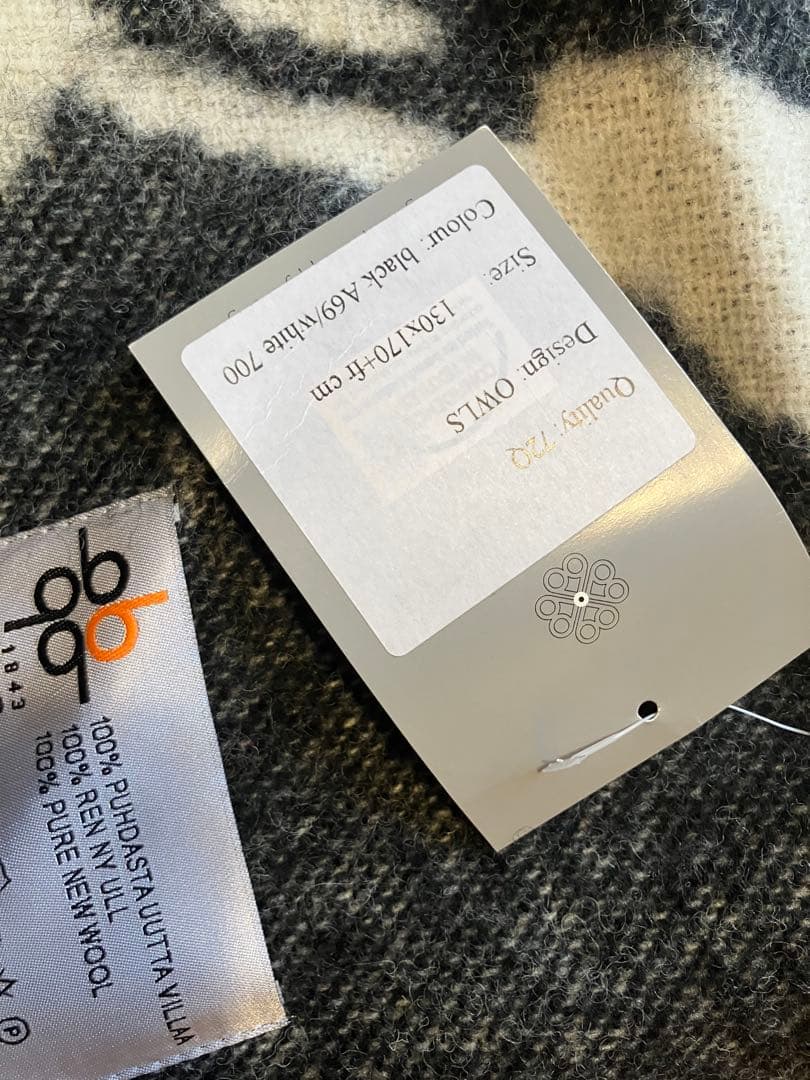 Quality: 72Q
Design: OWLS
Size: 130x170+fr cm
Colour: black A69/white 700
1843
100% PUHDASTA UUTTA VILLAA
100% REN NY ULL
100% PURE NEW WOOL
P